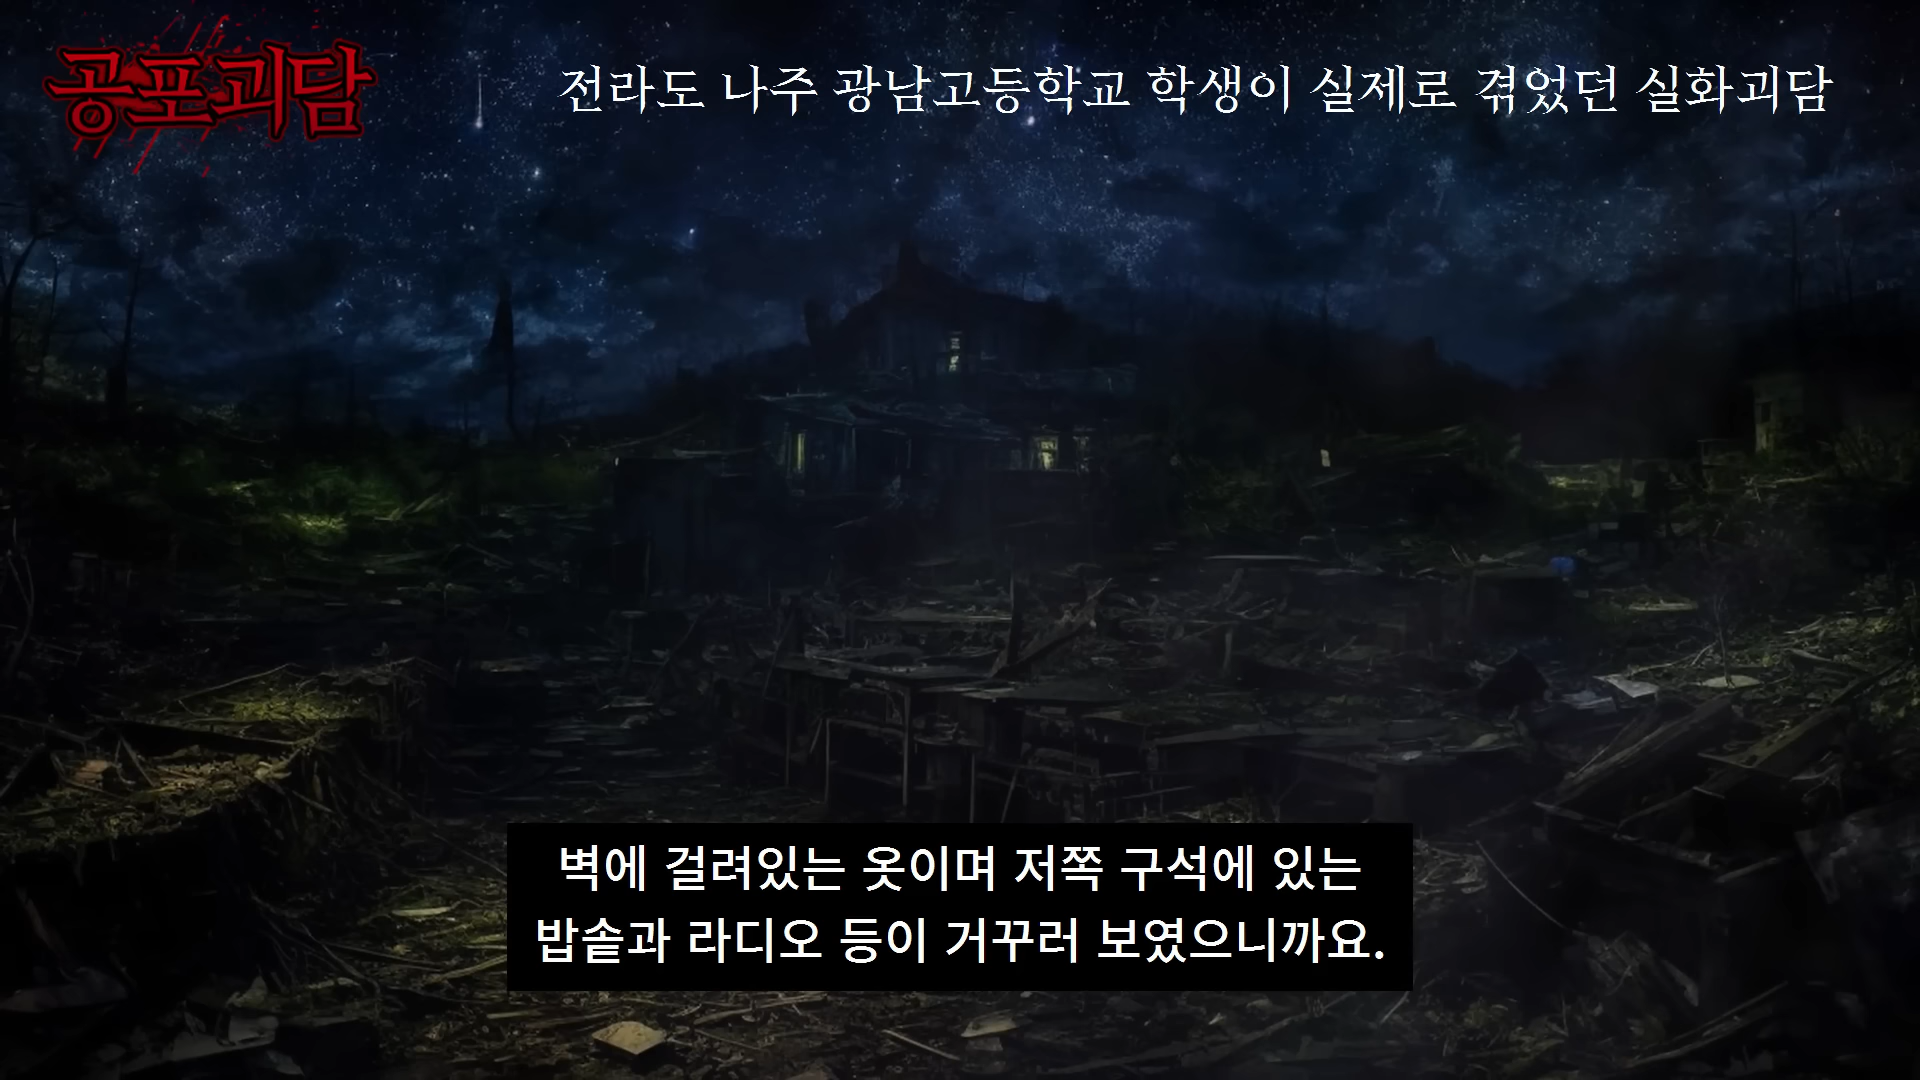 공포괴담
전라도 나주 광남고등학교 학생이 실제로 겪었던 실화괴담
벽에 걸려있는 옷이며 저쪽 구석에 있는
밥솥과 라디오 등이 거꾸러 보였으니까요.